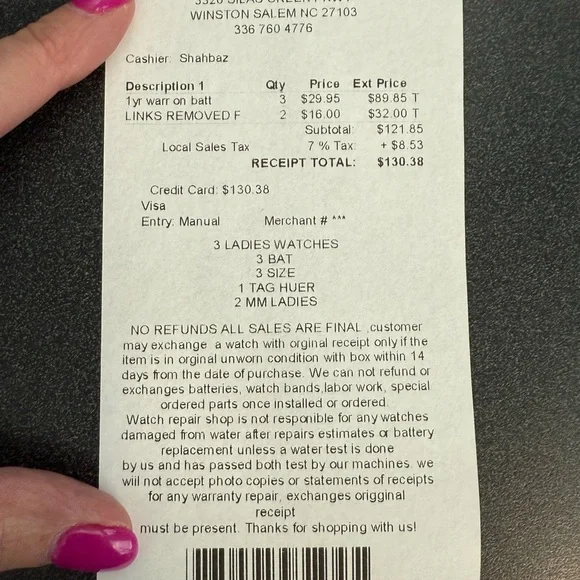 WINSTON SALEM NC 27103
336 760 4776
Cashier: Shahbaz
Description 1 Qty Price Ext Price
1yr warr on batt 3 $29.95 $89.85 T
LINKS REMOVED F 2 $16.00 $32.00 T
Subtotal: $121.85
Local Sales Tax 7 % Tax: + $8.53
RECEIPT TOTAL: $130.38
Credit Card: $130.38
Visa
Entry: Manual Merchant # ***
3 LADIES WATCHES
3 BAT
3 SIZE
1 TAG HUER
2 MM LADIES
NO REFUNDS ALL SALES ARE FINAL ,customer
may exchange a watch with orginal receipt only if the
item is in orginal unworn condition with box within 14
days from the date of purchase. We can not refund or
exchanges batteries, watch bands,labor work, special
ordered parts once installed or ordered.
Watch repair shop is not responible for any watches
damaged from water after repairs estimates or battery
replacement unless a water test is done
by us and has passed both test by our machines. we
will not accept photo copies or statements of receipts
for any warranty repair, exchanges origginal
receipt
must be present. Thanks for shopping with us!